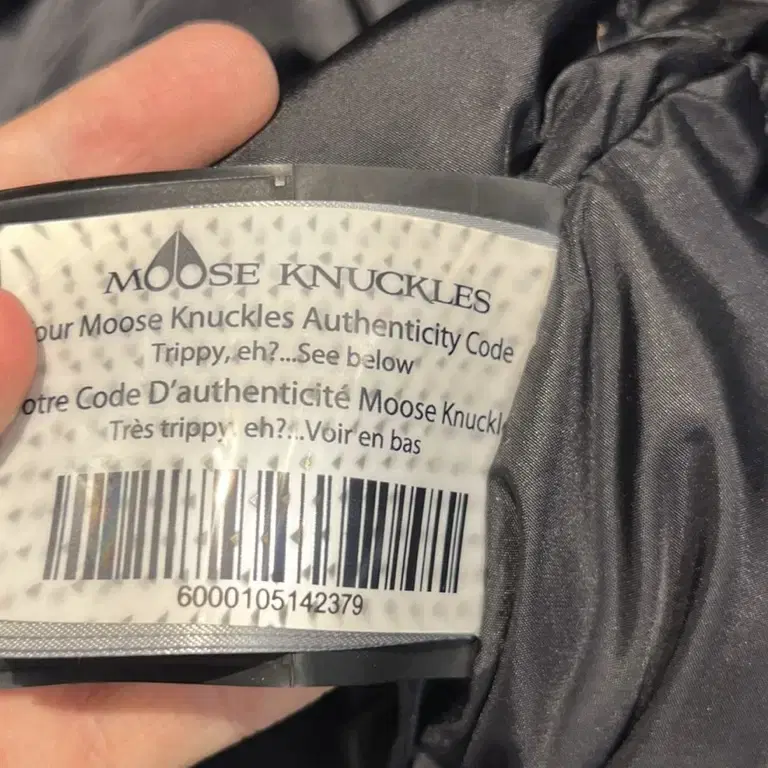 MOOSE KNUCKLES
our Moose Knuckles Authenticity Code
Trippy, eh?...See below
otre Code D'authenticité Moose Knuckl
Très trippy, eh?...Voir en bas
6000105142379